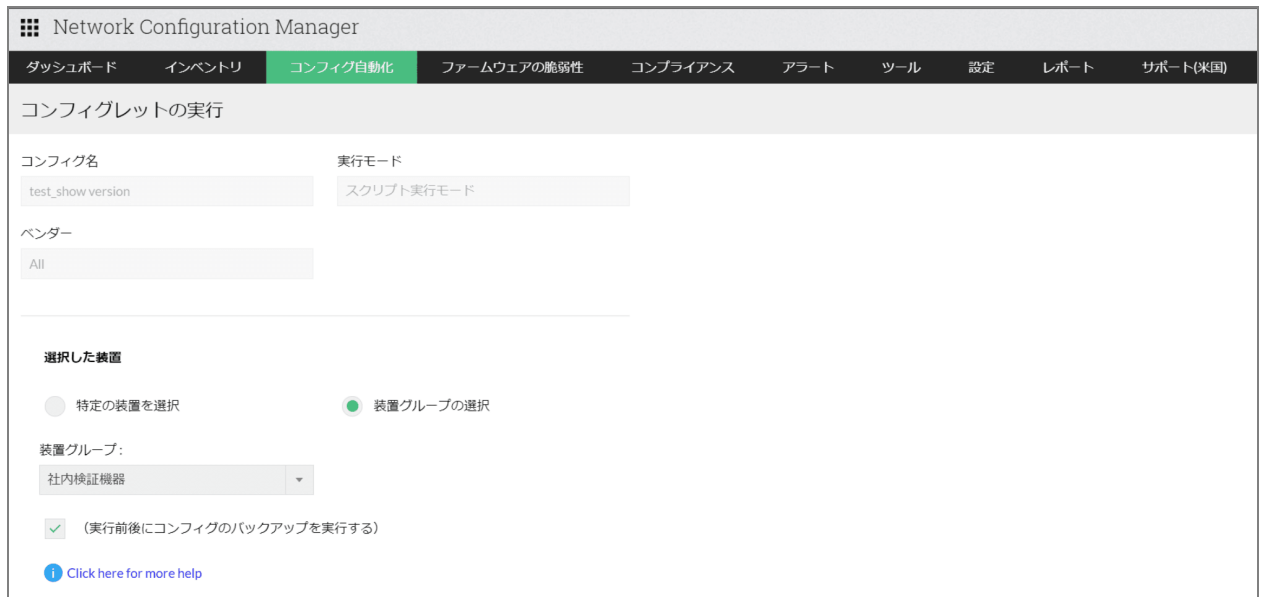 Network Configuration Manager
ダッシュボード インベントリ コンフィグ自動化 ファームウェアの脆弱性 コンプライアンス アラート ツール 設定 レポート サポート(米国)
コンフィグレットの実行
コンフィグ名 実行モード
test_show version スクリプト実行モード
ベンダー
All
選択した装置
特定の装置を選択 装置グループの選択
装置グループ :
社内検証機器
（実行前後にコンフィグのバックアップを実行する）
Click here for more help